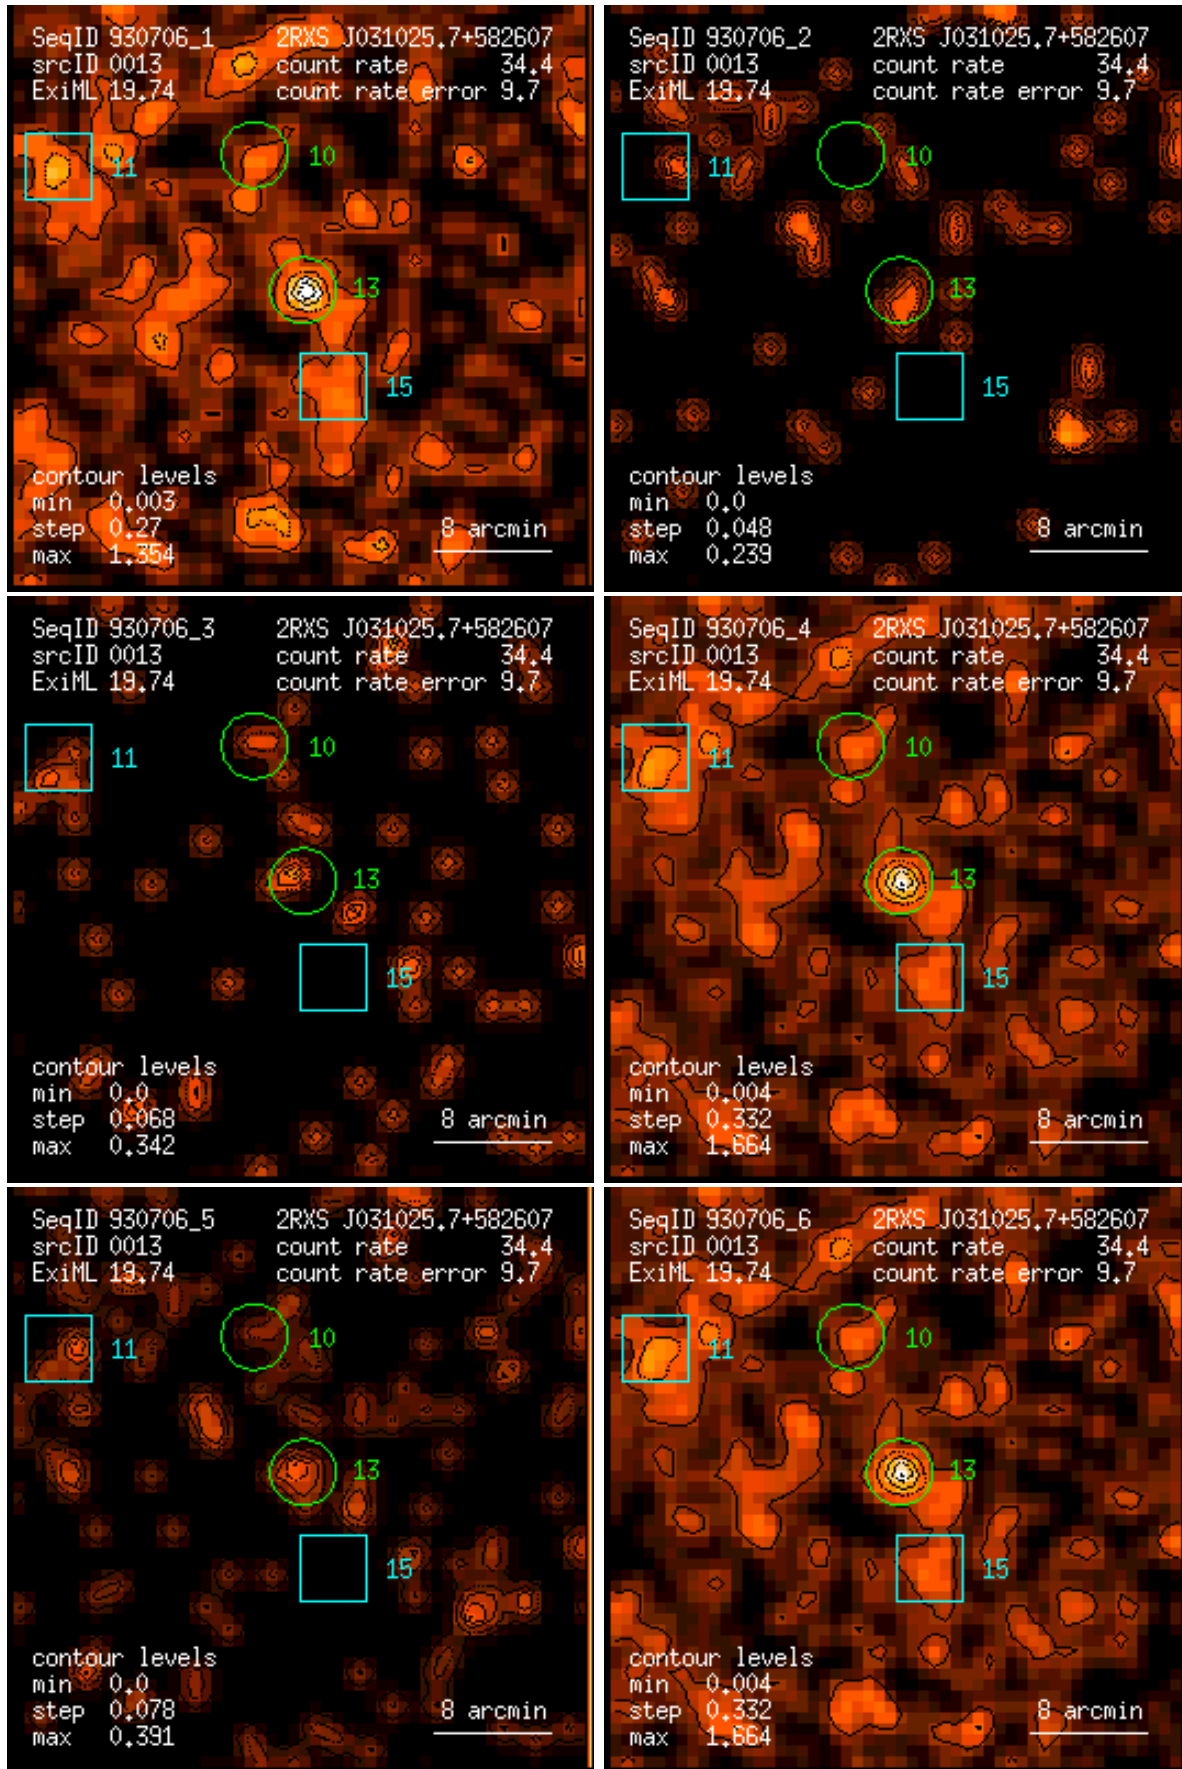 SeqID 930706_1 2RXS J031025.7+582607
srcID 0013 count rate 34.4
ExiML 19.74 count rate error 9.7
11
10
13
15
contour levels
min 0.003
step 0.27 8 arcmin
max 1.354
SeqID 930706_2 2RXS J031025.7+582607
srcID 0013 count rate 34.4
ExiML 19.74 count rate error 9.7
11
10
13
15
contour levels
min 0.0
step 0.048 8 arcmin
max 0.239
SeqID 930706_3 2RXS J031025.7+582607
srcID 0013 count rate 34.4
ExiML 19.74 count rate error 9.7
11
10
13
15
contour levels
min 0.0
step 0.068 8 arcmin
max 0.342
SeqID 930706_4 2RXS J031025.7+582607
srcID 0013 count rate 34.4
ExiML 19.74 count rate error 9.7
11
10
13
15
contour levels
min 0.004
step 0.332 8 arcmin
max 1.664
SeqID 930706_5 2RXS J031025.7+582607
srcID 0013 count rate 34.4
ExiML 19.74 count rate error 9.7
11
10
13
15
contour levels
min 0.0
step 0.078 8 arcmin
max 0.391
SeqID 930706_6 2RXS J031025.7+582607
srcID 0013 count rate 34.4
ExiML 19.74 count rate error 9.7
11
10
13
15
contour levels
min 0.004
step 0.332 8 arcmin
max 1.664